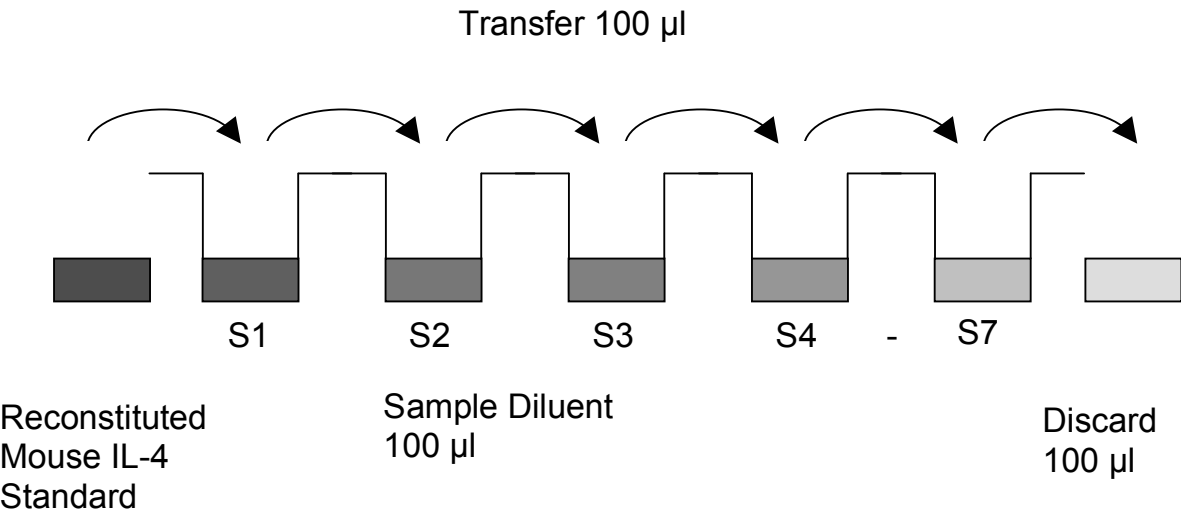 Transfer 100 µl
S1 S2 S3 S4 - S7
Reconstituted
Mouse IL-4
Standard
Sample Diluent
100 µl
Discard
100 µl